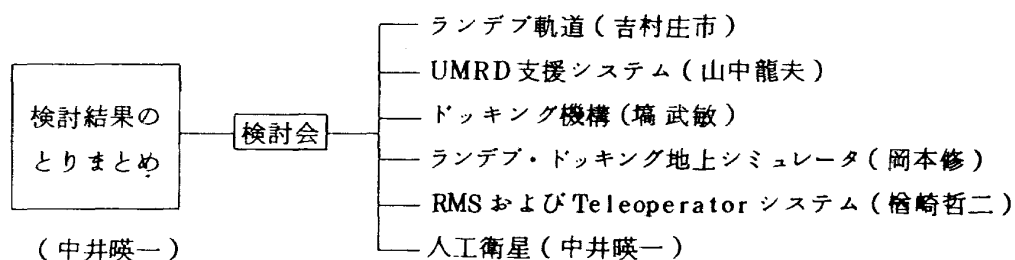 検討結果の
とりまとめ
(中井暎一)
検討会
ランデブ軌道(吉村庄市)
UMRD支援システム(山中龍夫)
ドッキング機構(塙 武敏)
ランデブ・ドッキング地上シミュレータ(岡本修)
RMSおよびTeleoperatorシステム(楢崎哲二)
人工衛星(中井暎一)